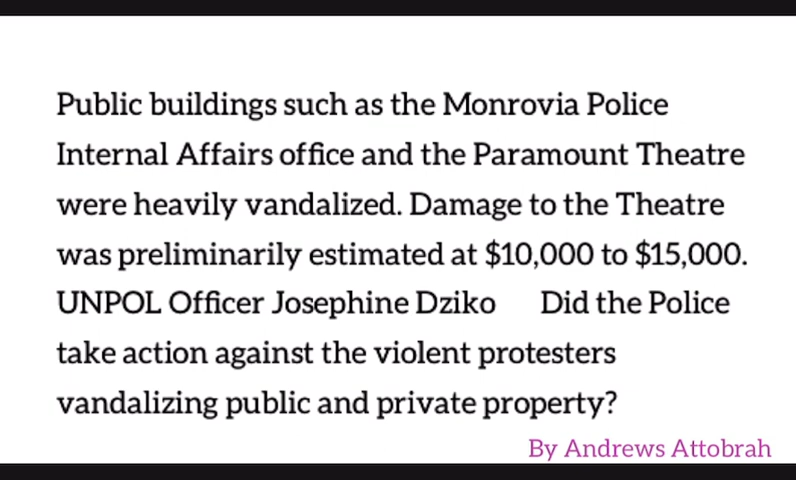 Public buildings such as the Monrovia Police
Internal Affairs office and the Paramount Theatre
were heavily vandalized. Damage to the Theatre
was preliminarily estimated at $10,000 to $15,000.
UNPOL Officer Josephine Dziko Did the Police
take action against the violent protesters
vandalizing public and private property?
By Andrews Attobrah